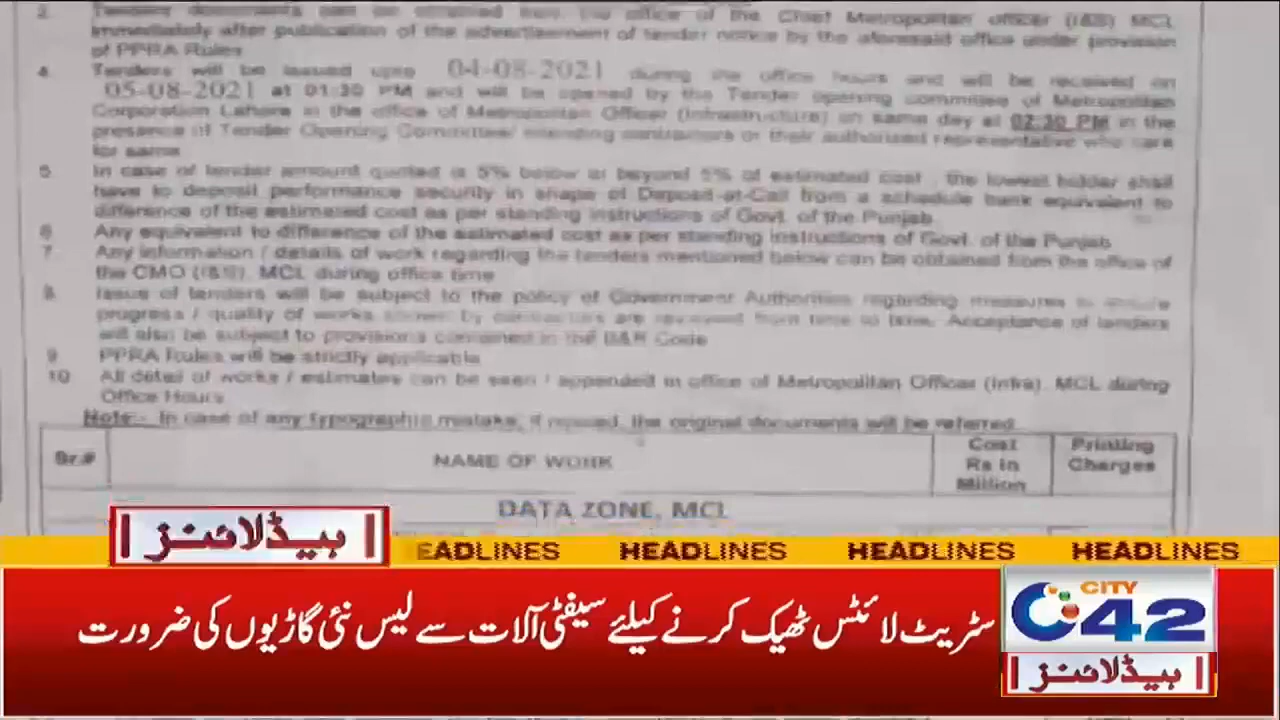 2. Tenders documents can be obtained from the office of the Chief Metropolitan officer (I&S) MCL
immediately after publication of the advertisement of tender notice by the aforesaid office under provision
of PPRA Rules
4. Tenders will be issued upto 04-08-2021 during the office hours and will be received on
05-08-2021 at 01:30 PM and will be opened by the Tender opening committee of Metropolitan
Corporation Lahore in the office of Metropolitan Officer (Infrastructure) on same day at 02:30 PM in the
presence of Tender Opening Committee/ intending contractors or their authorized representative who care
for same
5. In case of tender amount quoted is 5% below or beyond 5% of estimated cost, the lowest bidder shall
have to deposit performance security in shape of Deposit-at-Call from a schedule bank equivalent to
difference of the estimated cost as per standing instructions of Govt. of the Punjab.
6 Any equivalent to difference of the estimated cost as per standing instructions of Govt. of the Punjab
7. Any information / details of work regarding the tenders mentioned below can be obtained from the office of
the CMO (I&S), MCL during office time
8. Issue of tenders will be subject to the policy of Government Authorities regarding measures to ensure
progress / quality of works by contractors are reviewed from time to time. Acceptance of tenders
will also be subject to provisions contained in the B&R Code
9. PPRA Rules will be strictly applicable
10. All detail of works / estimates can be seen / appended in office of Metropolitan Officer (Infra), MCL during
Office Hours
Note:- In case of any typographic mistake, if noused, the original documents will be referred
Sr.# NAME OF WORK Cost Rs in Million Printing Charges
DATA ZONE, MCL
ہیڈلائنز
EADLINES HEADLINES HEADLINES HEADLINES
سٹریٹ لائٹس ٹھیک کرنے کیلئے سیفٹی آلات سے لیس نئی گاڑیوں کی ضرورت
CITY
42
ہیڈلائنز